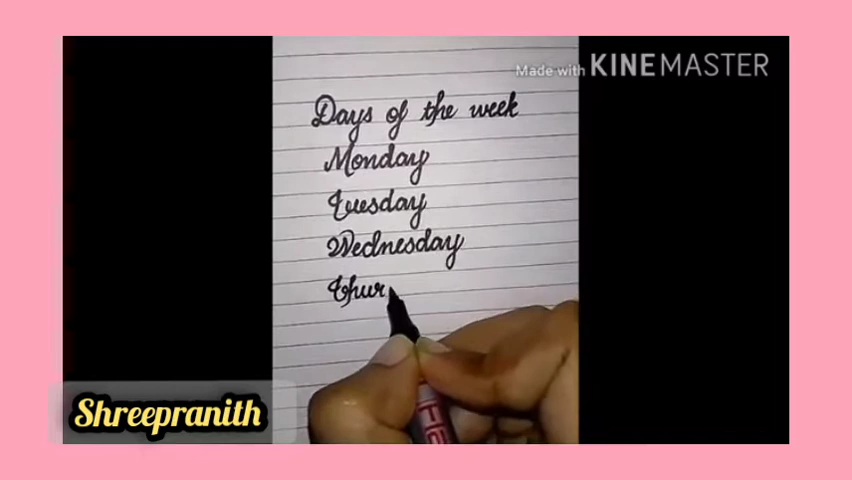 Made with KINEMASTER
Days of the week
Monday
Tuesday
Wednesday
Thur
Shreepranith